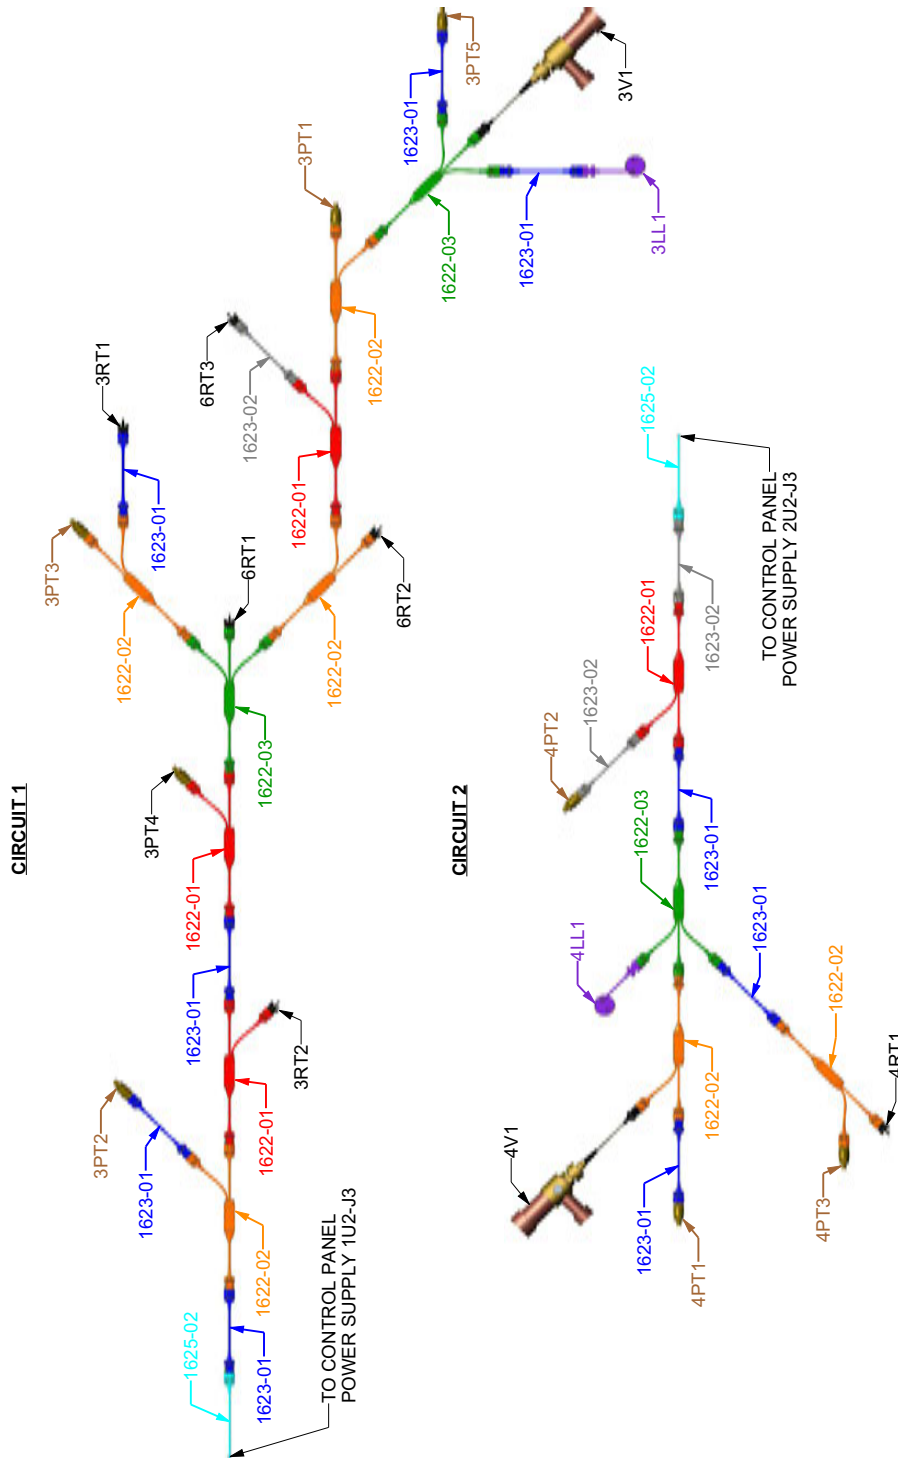 CIRCUIT 1
1625-02
1623-01
TO CONTROL PANEL
POWER SUPPLY 1U2-J3
1622-02
1623-01
3PT2
1622-01
3RT2
1623-01
1622-01
3PT4
1622-03
1622-02
3PT3
1623-01
3RT1
6RT1
1622-02
6RT2
1622-01
1623-02
6RT3
1622-02
3PT1
1622-03
1623-01
3PT5
3V1
1623-01
3LL1
CIRCUIT 2
4V1
1623-01
4PT1
1622-02
4LL1
1622-03
1623-01
1622-02
4PT3
4RT1
1623-01
4PT2
1623-02
1622-01
1623-02
1625-02
TO CONTROL PANEL
POWER SUPPLY 2U2-J3